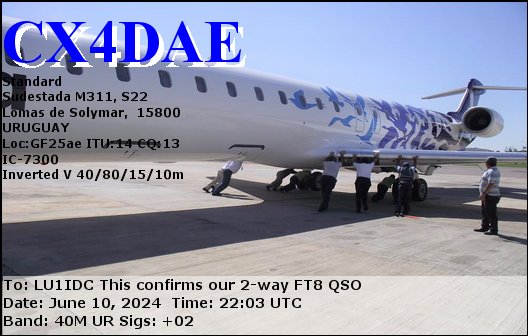 CX4DAE
Standard
Sudestada M311, S22
Lomas de Solymar, 15800
URUGUAY
Loc:GF25ae ITU:14 CQ:13
IC-7300
Inverted V 40/80/15/10m
To: LU1IDC This confirms our 2-way FT8 QSO
Date: June 10, 2024 Time: 22:03 UTC
Band: 40M UR Sigs: +02